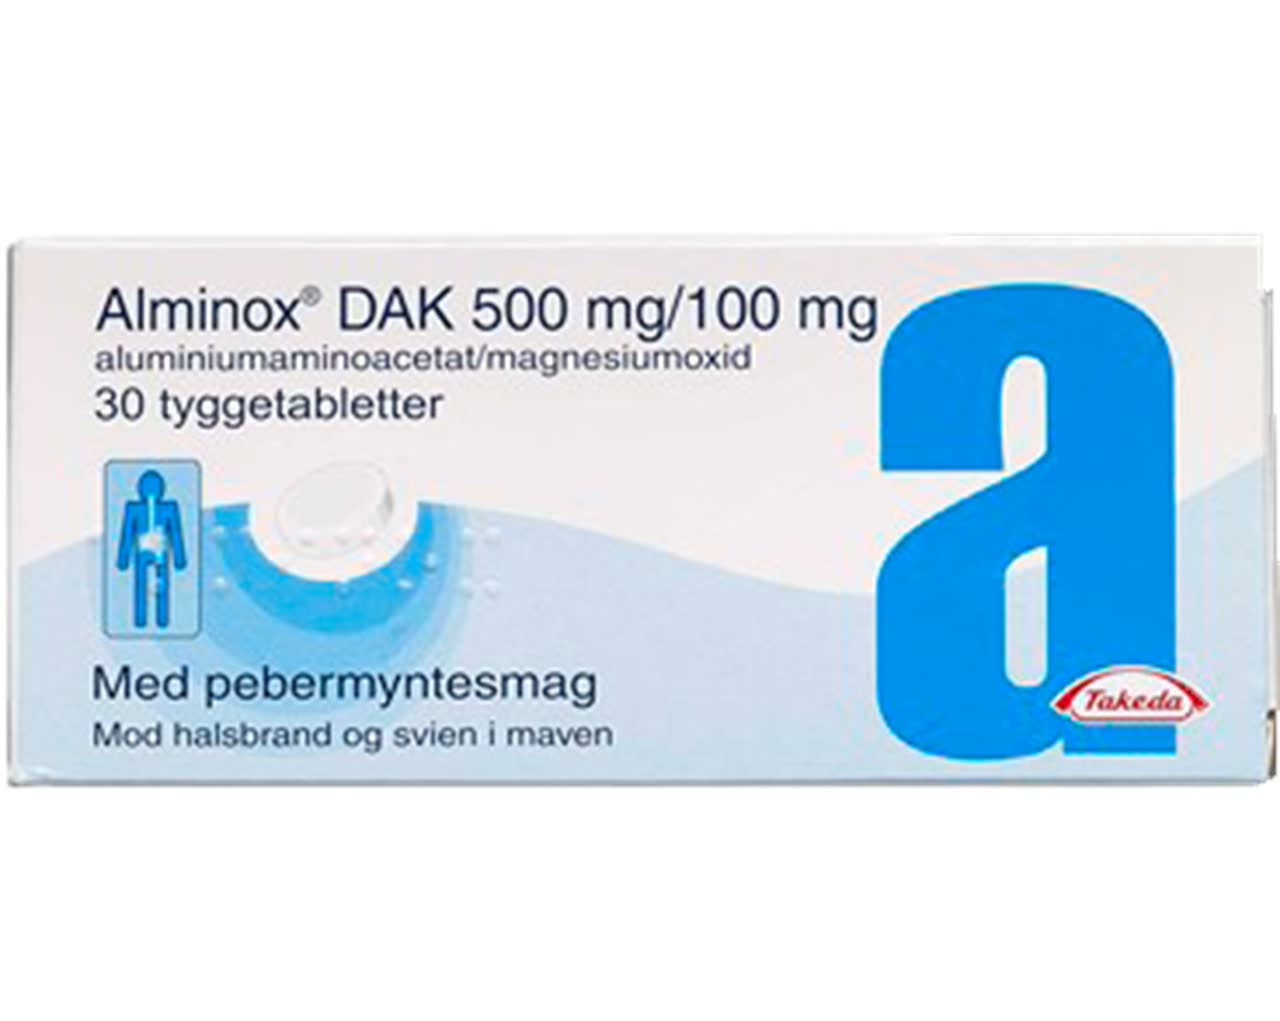 Alminox® DAK 500 mg/100 mg
aluminiumaminoacetat/magnesiumoxid
30 tyggetabletter
a
Med pebermyntesmag
Mod halsbrand og svien i maven
Takeda